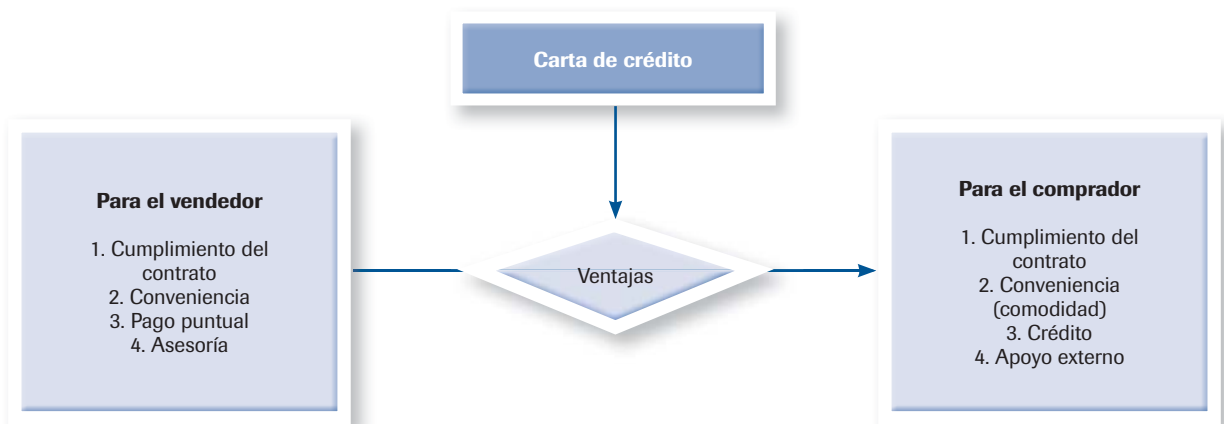 Carta de crédito
Para el vendedor
1. Cumplimiento del
contrato
2. Conveniencia
3. Pago puntual
4. Asesoría
Ventajas
Para el comprador
1. Cumplimiento del
contrato
2. Conveniencia
(comodidad)
3. Crédito
4. Apoyo externo